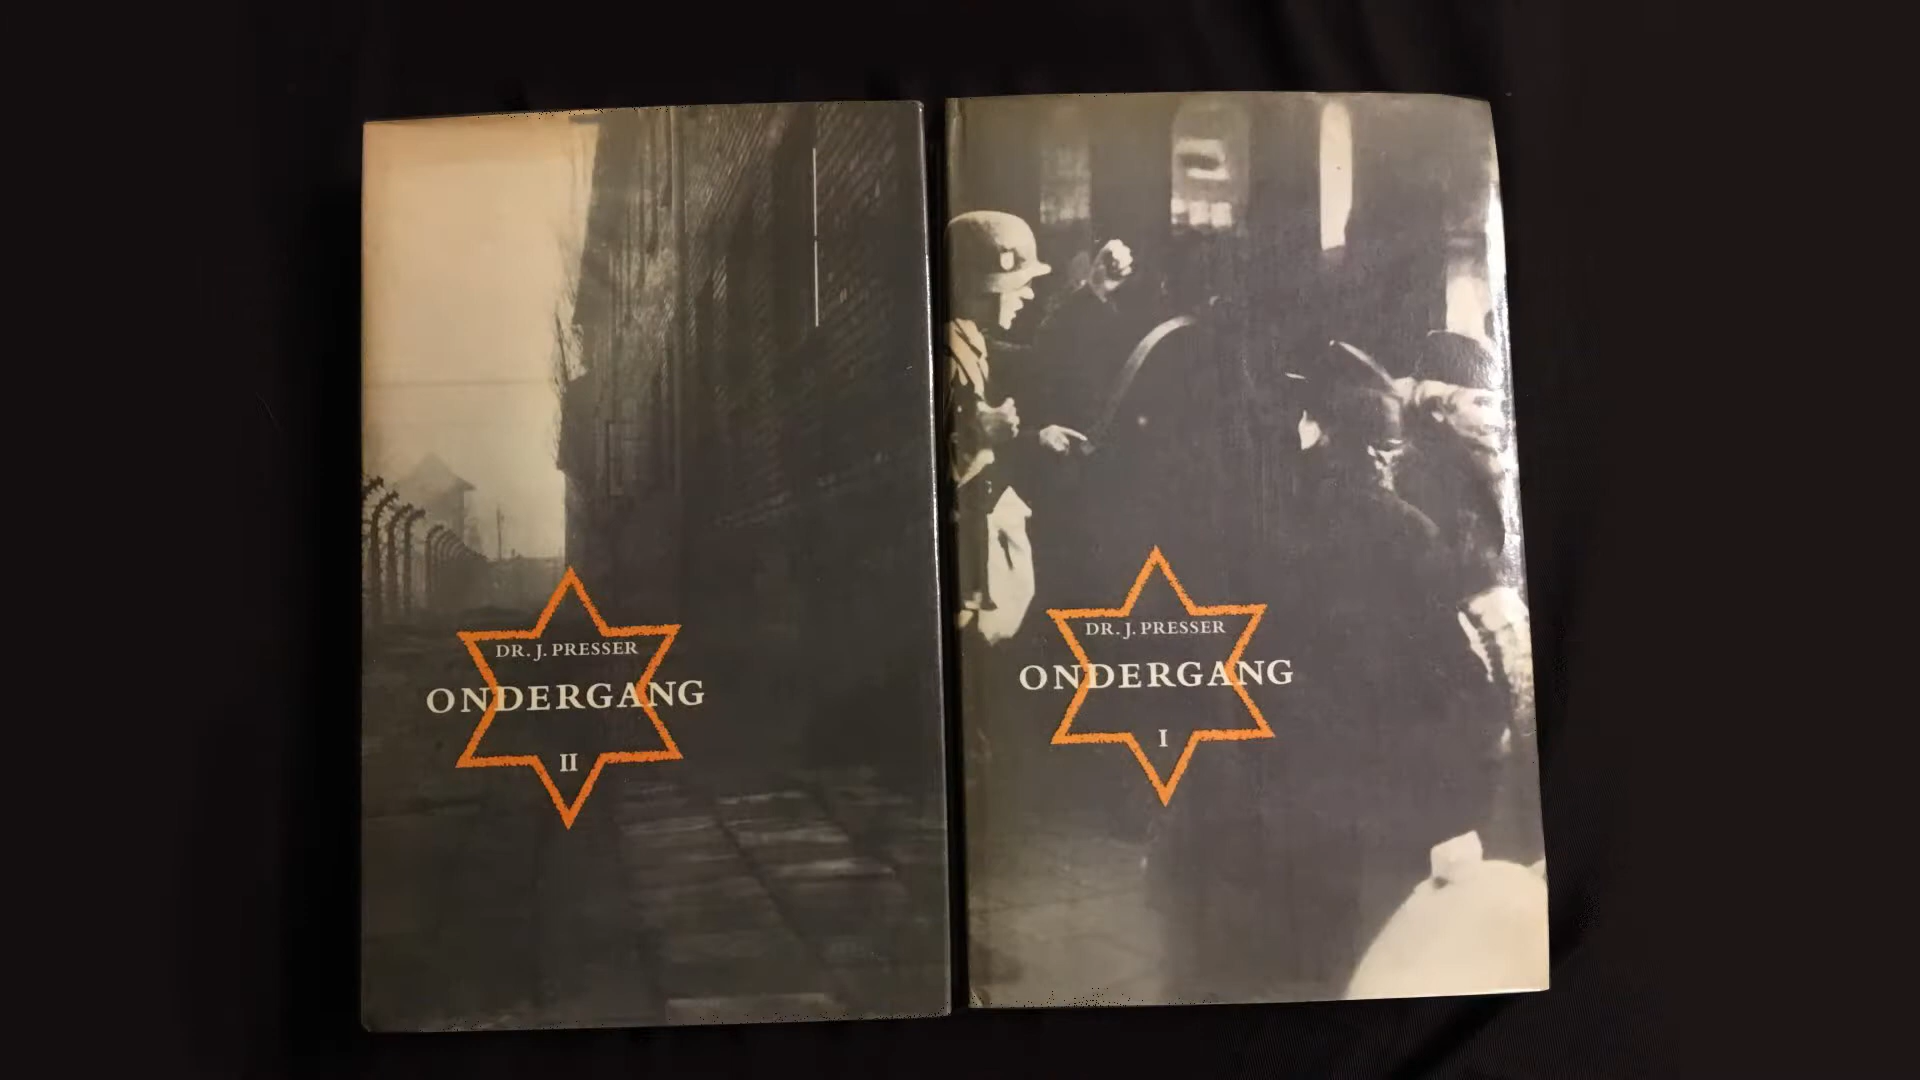 DR. J. PRESSER
ONDERGANG
II
DR. J. PRESSER
ONDERGANG
I